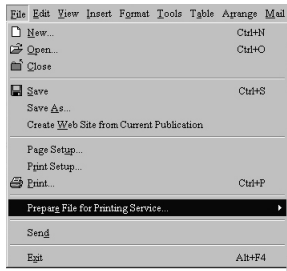 File Edit View Insert Format Tools Table Arrange Mail
New... Ctrl+N
Open... Ctrl+O
Close
Save Ctrl+S
Save As...
Create Web Site from Current Publication
Page Setup...
Print Setup...
Print... Ctrl+P
Prepare File for Printing Service...
Send
Exit Alt+F4